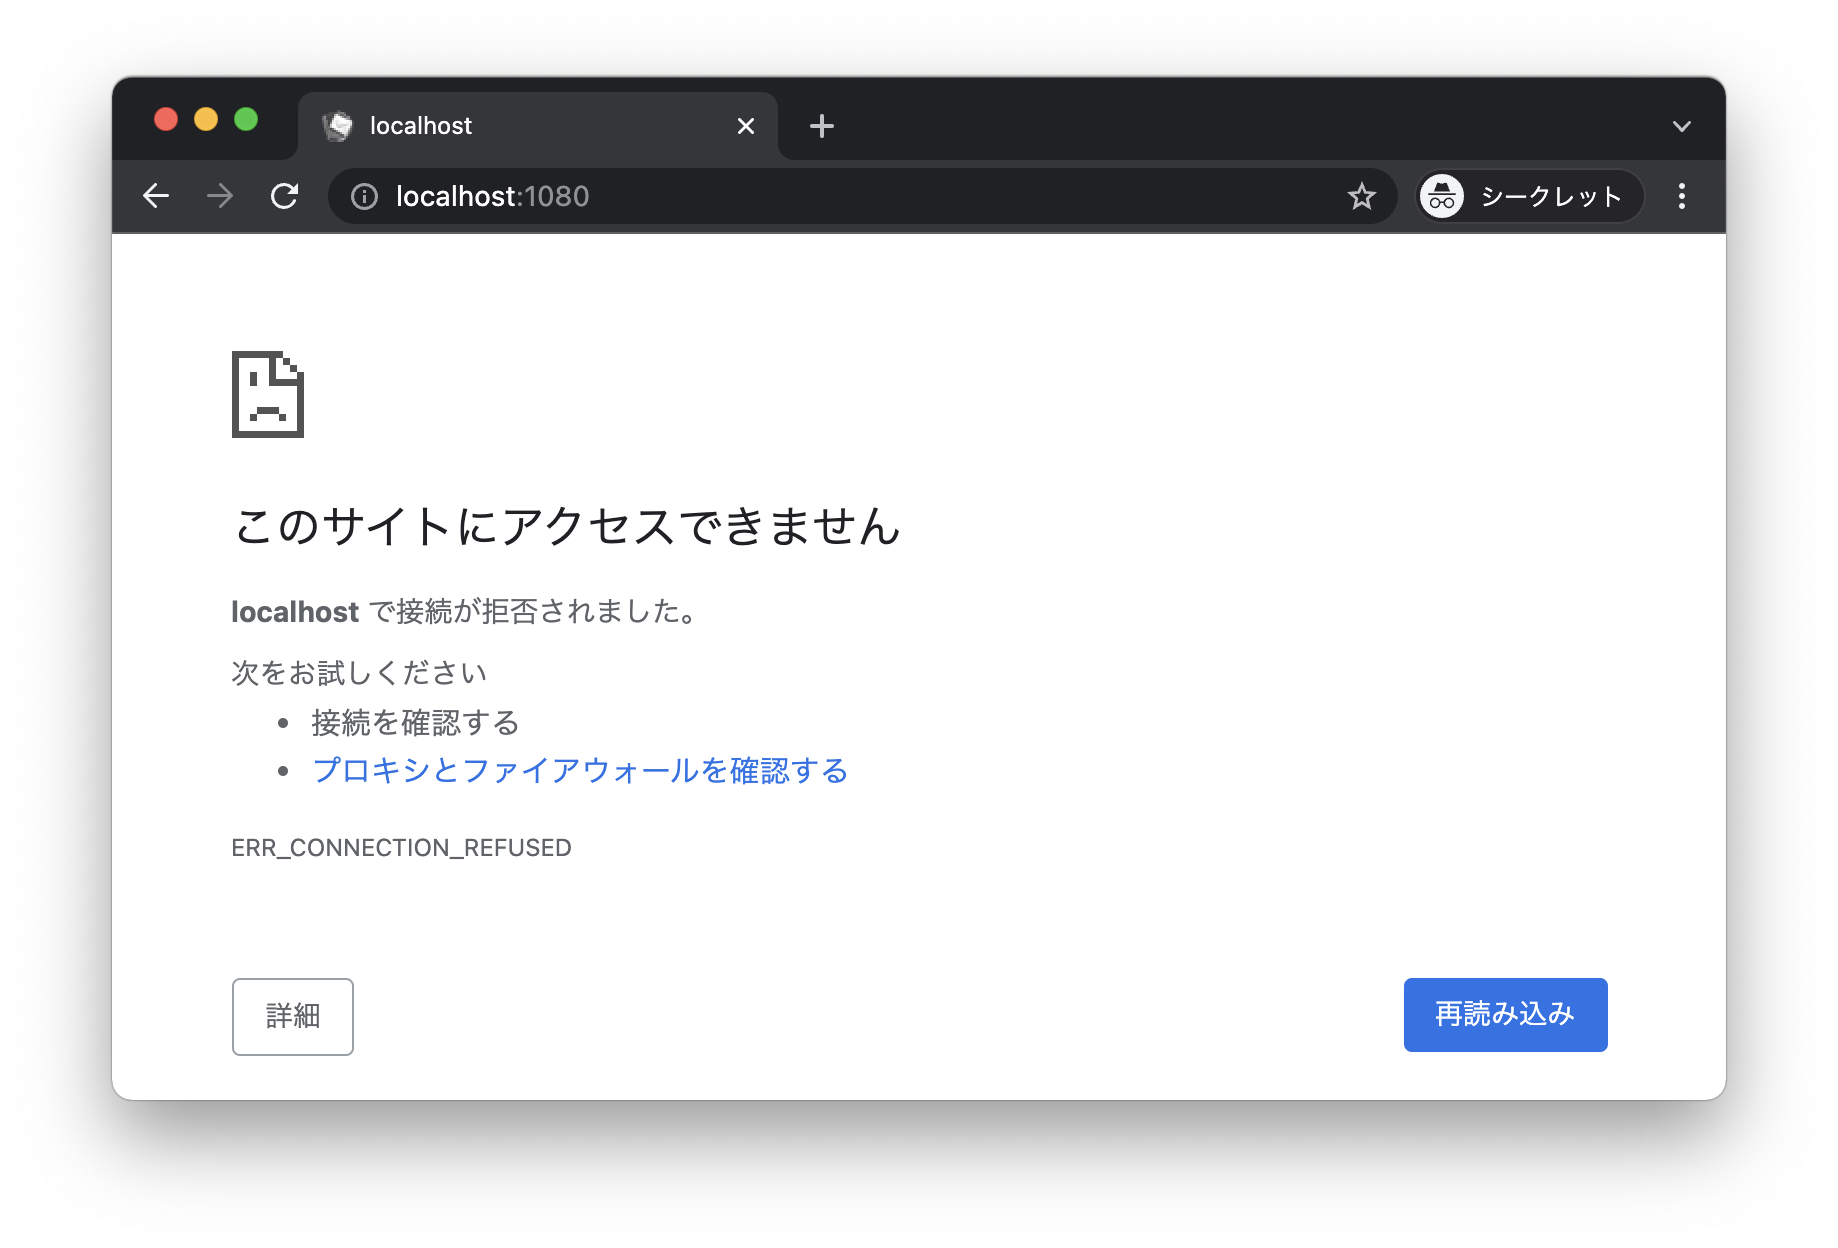 localhost
localhost:1080
シークレット
このサイトにアクセスできません
localhost で接続が拒否されました。
次をお試しください
接続を確認する
プロキシとファイアウォールを確認する
ERR_CONNECTION_REFUSED
詳細
再読み込み